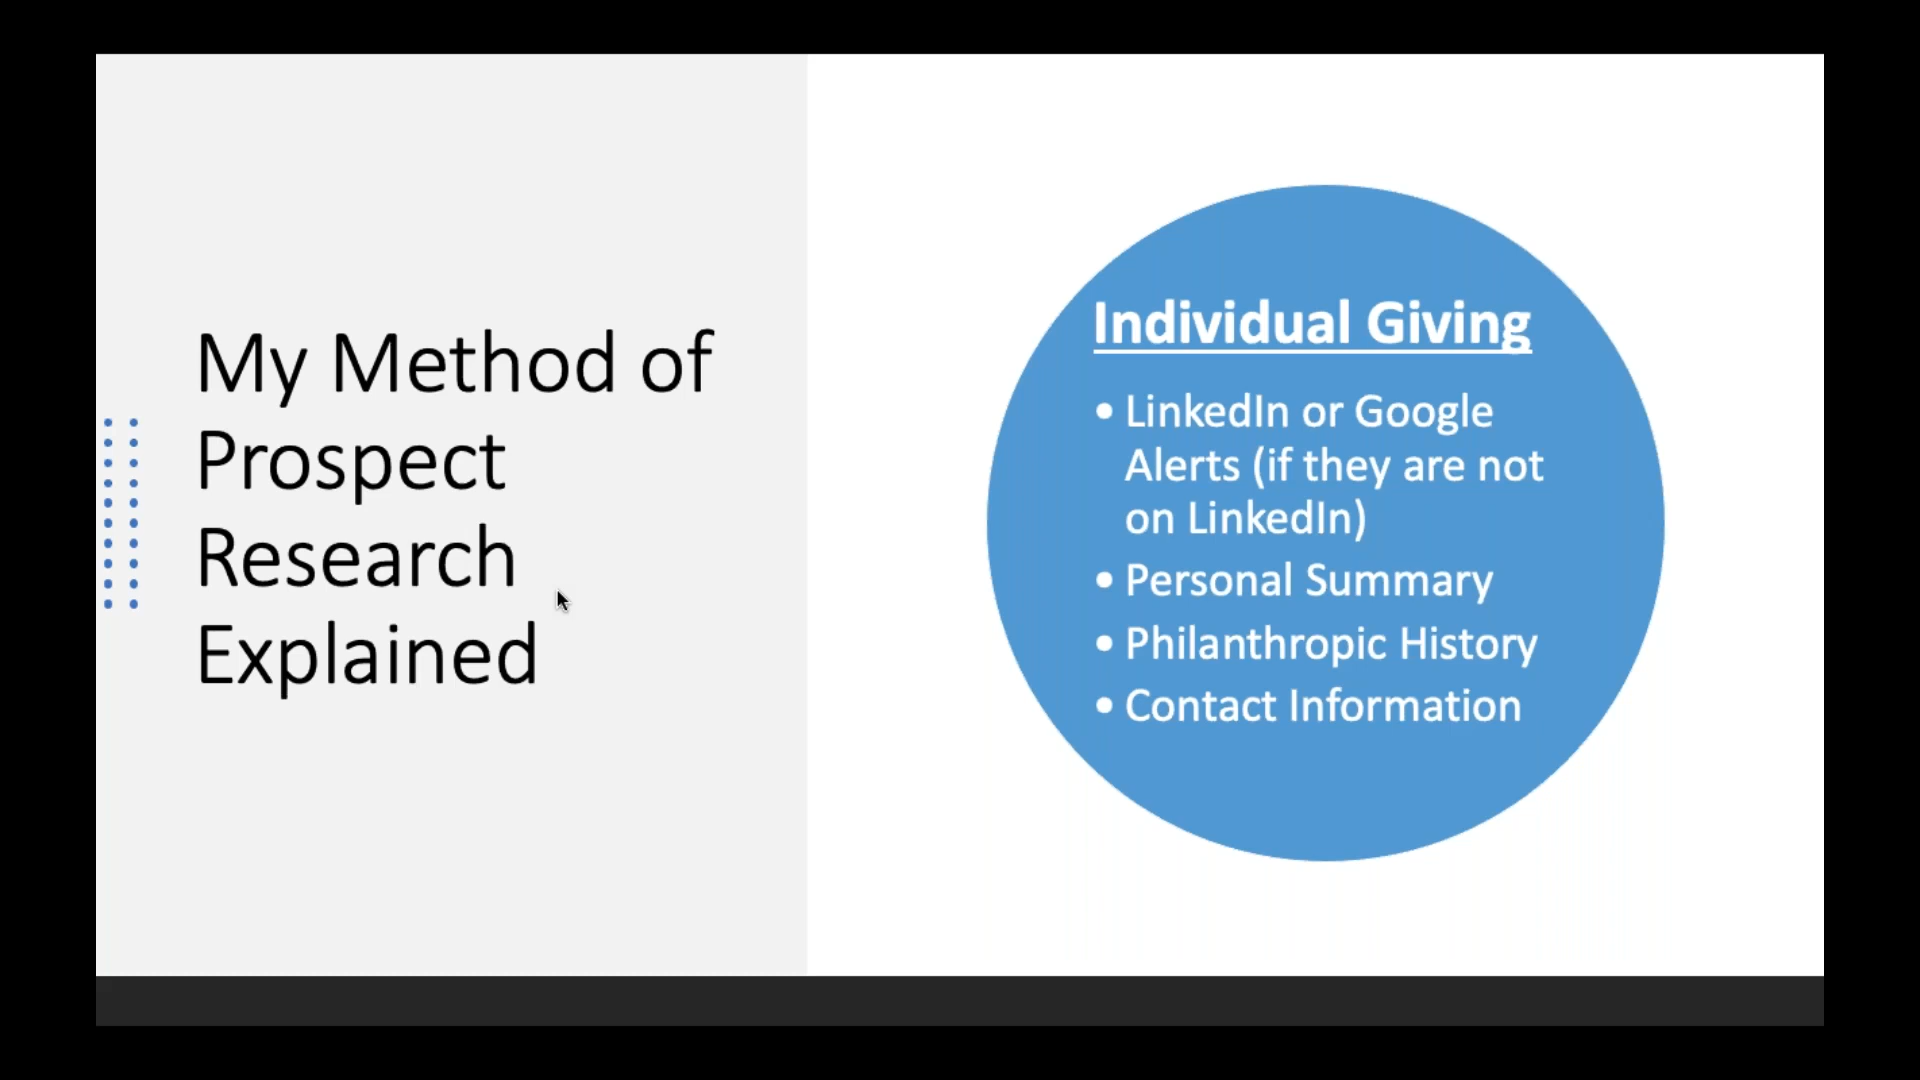 My Method of
Prospect
Research
Explained
Individual Giving
• LinkedIn or Google
Alerts (if they are not
on LinkedIn)
• Personal Summary
• Philanthropic History
• Contact Information